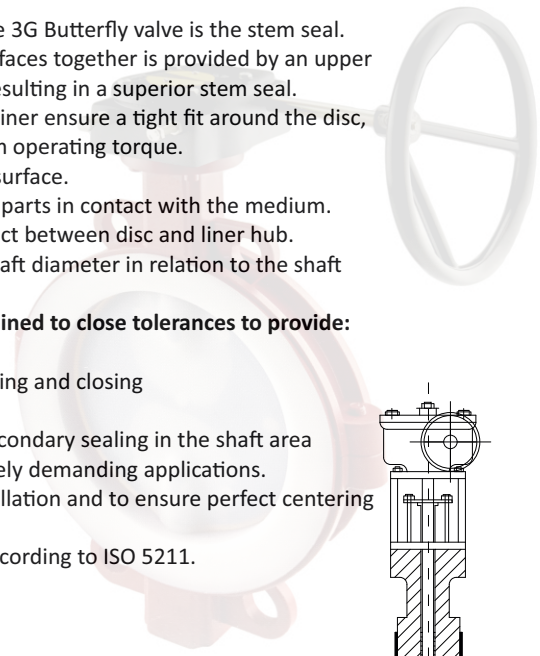 e 3G Butterfly valve is the stem seal.
faces together is provided by an upper
esulting in a superior stem seal.
iner ensure a tight fit around the disc,
n operating torque.
surface.
parts in contact with the medium.
ct between disc and liner hub.
aft diameter in relation to the shaft
ined to close tolerances to provide:
ing and closing
condary sealing in the shaft area
ely demanding applications.
llation and to ensure perfect centering
ccording to ISO 5211.